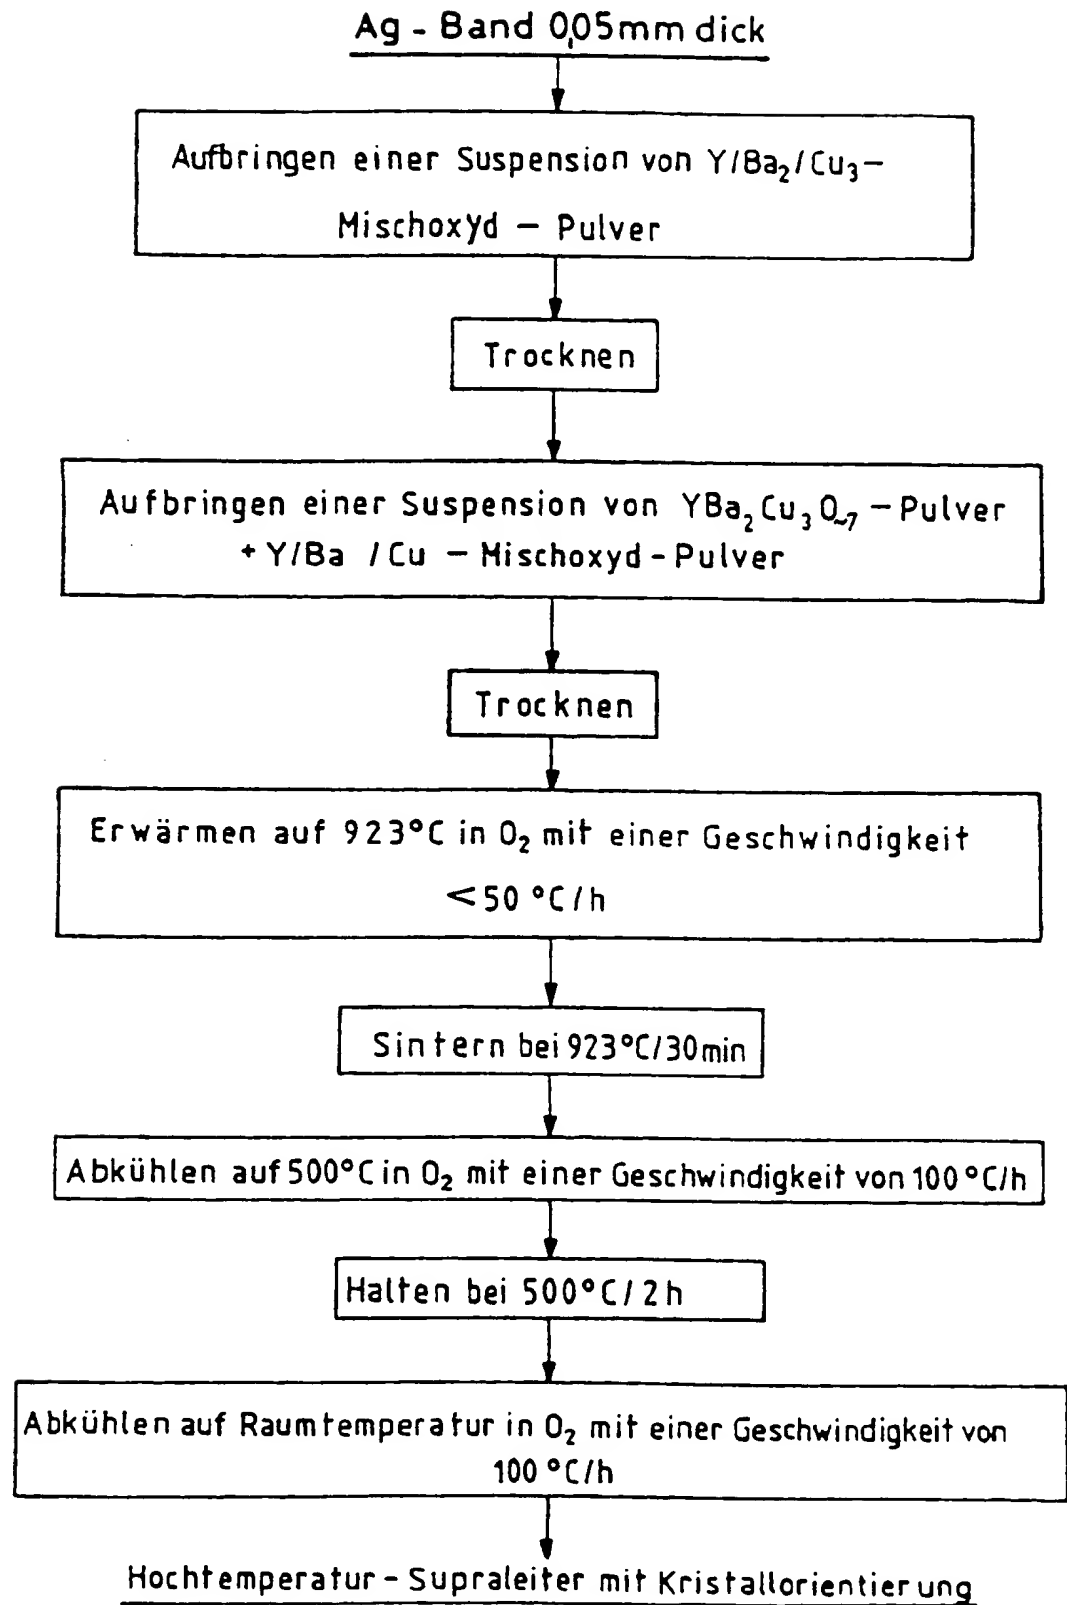 Ag - Band 0,05mm dick
Aufbringen einer Suspension von Y/Ba₂/Cu₃ –
Mischoxyd – Pulver
Trocknen
Aufbringen einer Suspension von YBa₂Cu₃O~₇ – Pulver
+ Y/Ba /Cu – Mischoxyd - Pulver
Trocknen
Erwärmen auf 923°C in O₂ mit einer Geschwindigkeit
<50 °C/h
Sintern bei 923°C/30min
Abkühlen auf 500°C in O₂ mit einer Geschwindigkeit von 100°C/h
Halten bei 500°C/2h
Abkühlen auf Raumtemperatur in O₂ mit einer Geschwindigkeit von
100°C/h
Hochtemperatur - Supraleiter mit Kristallorientierung